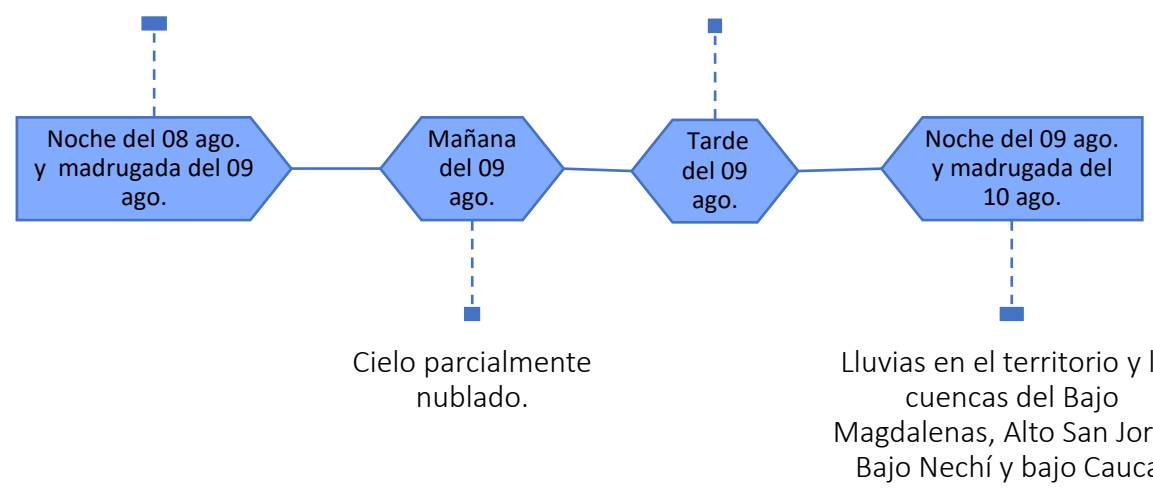 Noche del 08 ago.
y madrugada del 09
ago.
Mañana
del 09
ago.
Tarde
del 09
ago.
Noche del 09 ago.
y madrugada del
10 ago.
Cielo parcialmente
nublado.
Lluvias en el territorio y
cuencas del Bajo
Magdalenas, Alto San
Bajo Nechí y bajo Cauca